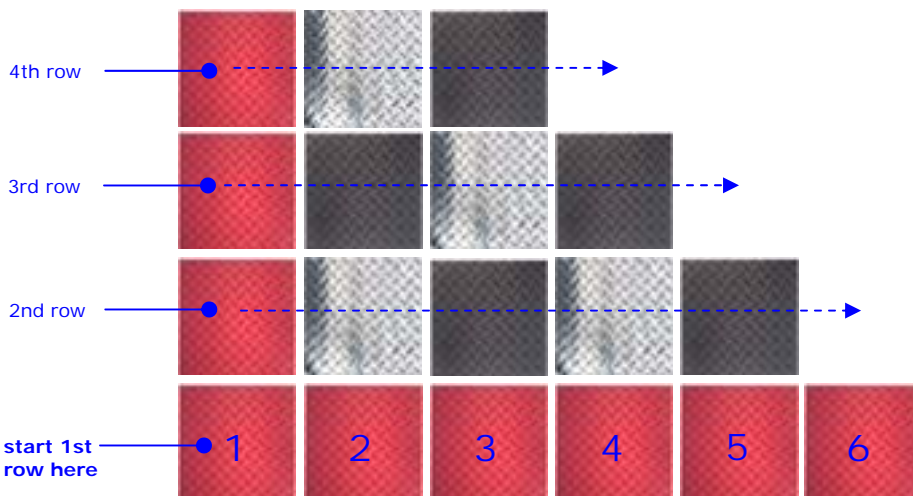 4th row
3rd row
2nd row
start 1st
row here
1 2 3 4 5 6